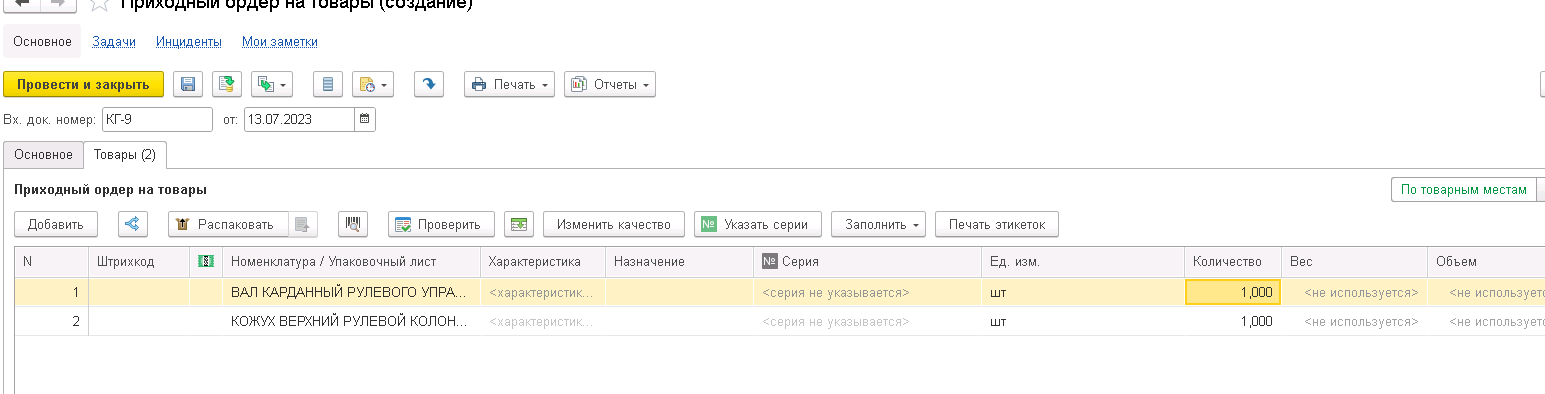 Приходный ордер на товары (создание)
Основное Задачи Инциденты Мои заметки
Провести и закрыть Печать Отчеты
Вх. док. номер: КГ-9 от: 13.07.2023
Основное Товары (2)
Приходный ордер на товары По товарным местам
Добавить Распаковать Проверить Изменить качество № Указать серии Заполнить Печать этикеток
N Штрихкод Номенклатура / Упаковочный лист Характеристика Назначение № Серия Ед. изм. Количество Вес Объем
1 ВАЛ КАРДАННЫЙ РУЛЕВОГО УПРА... <характеристик... <серия не указывается> шт 1,000 <не используется> <не используетс
2 КОЖУХ ВЕРХНИЙ РУЛЕВОЙ КОЛОН... <характеристик... <серия не указывается> шт 1,000 <не используется> <не используетс